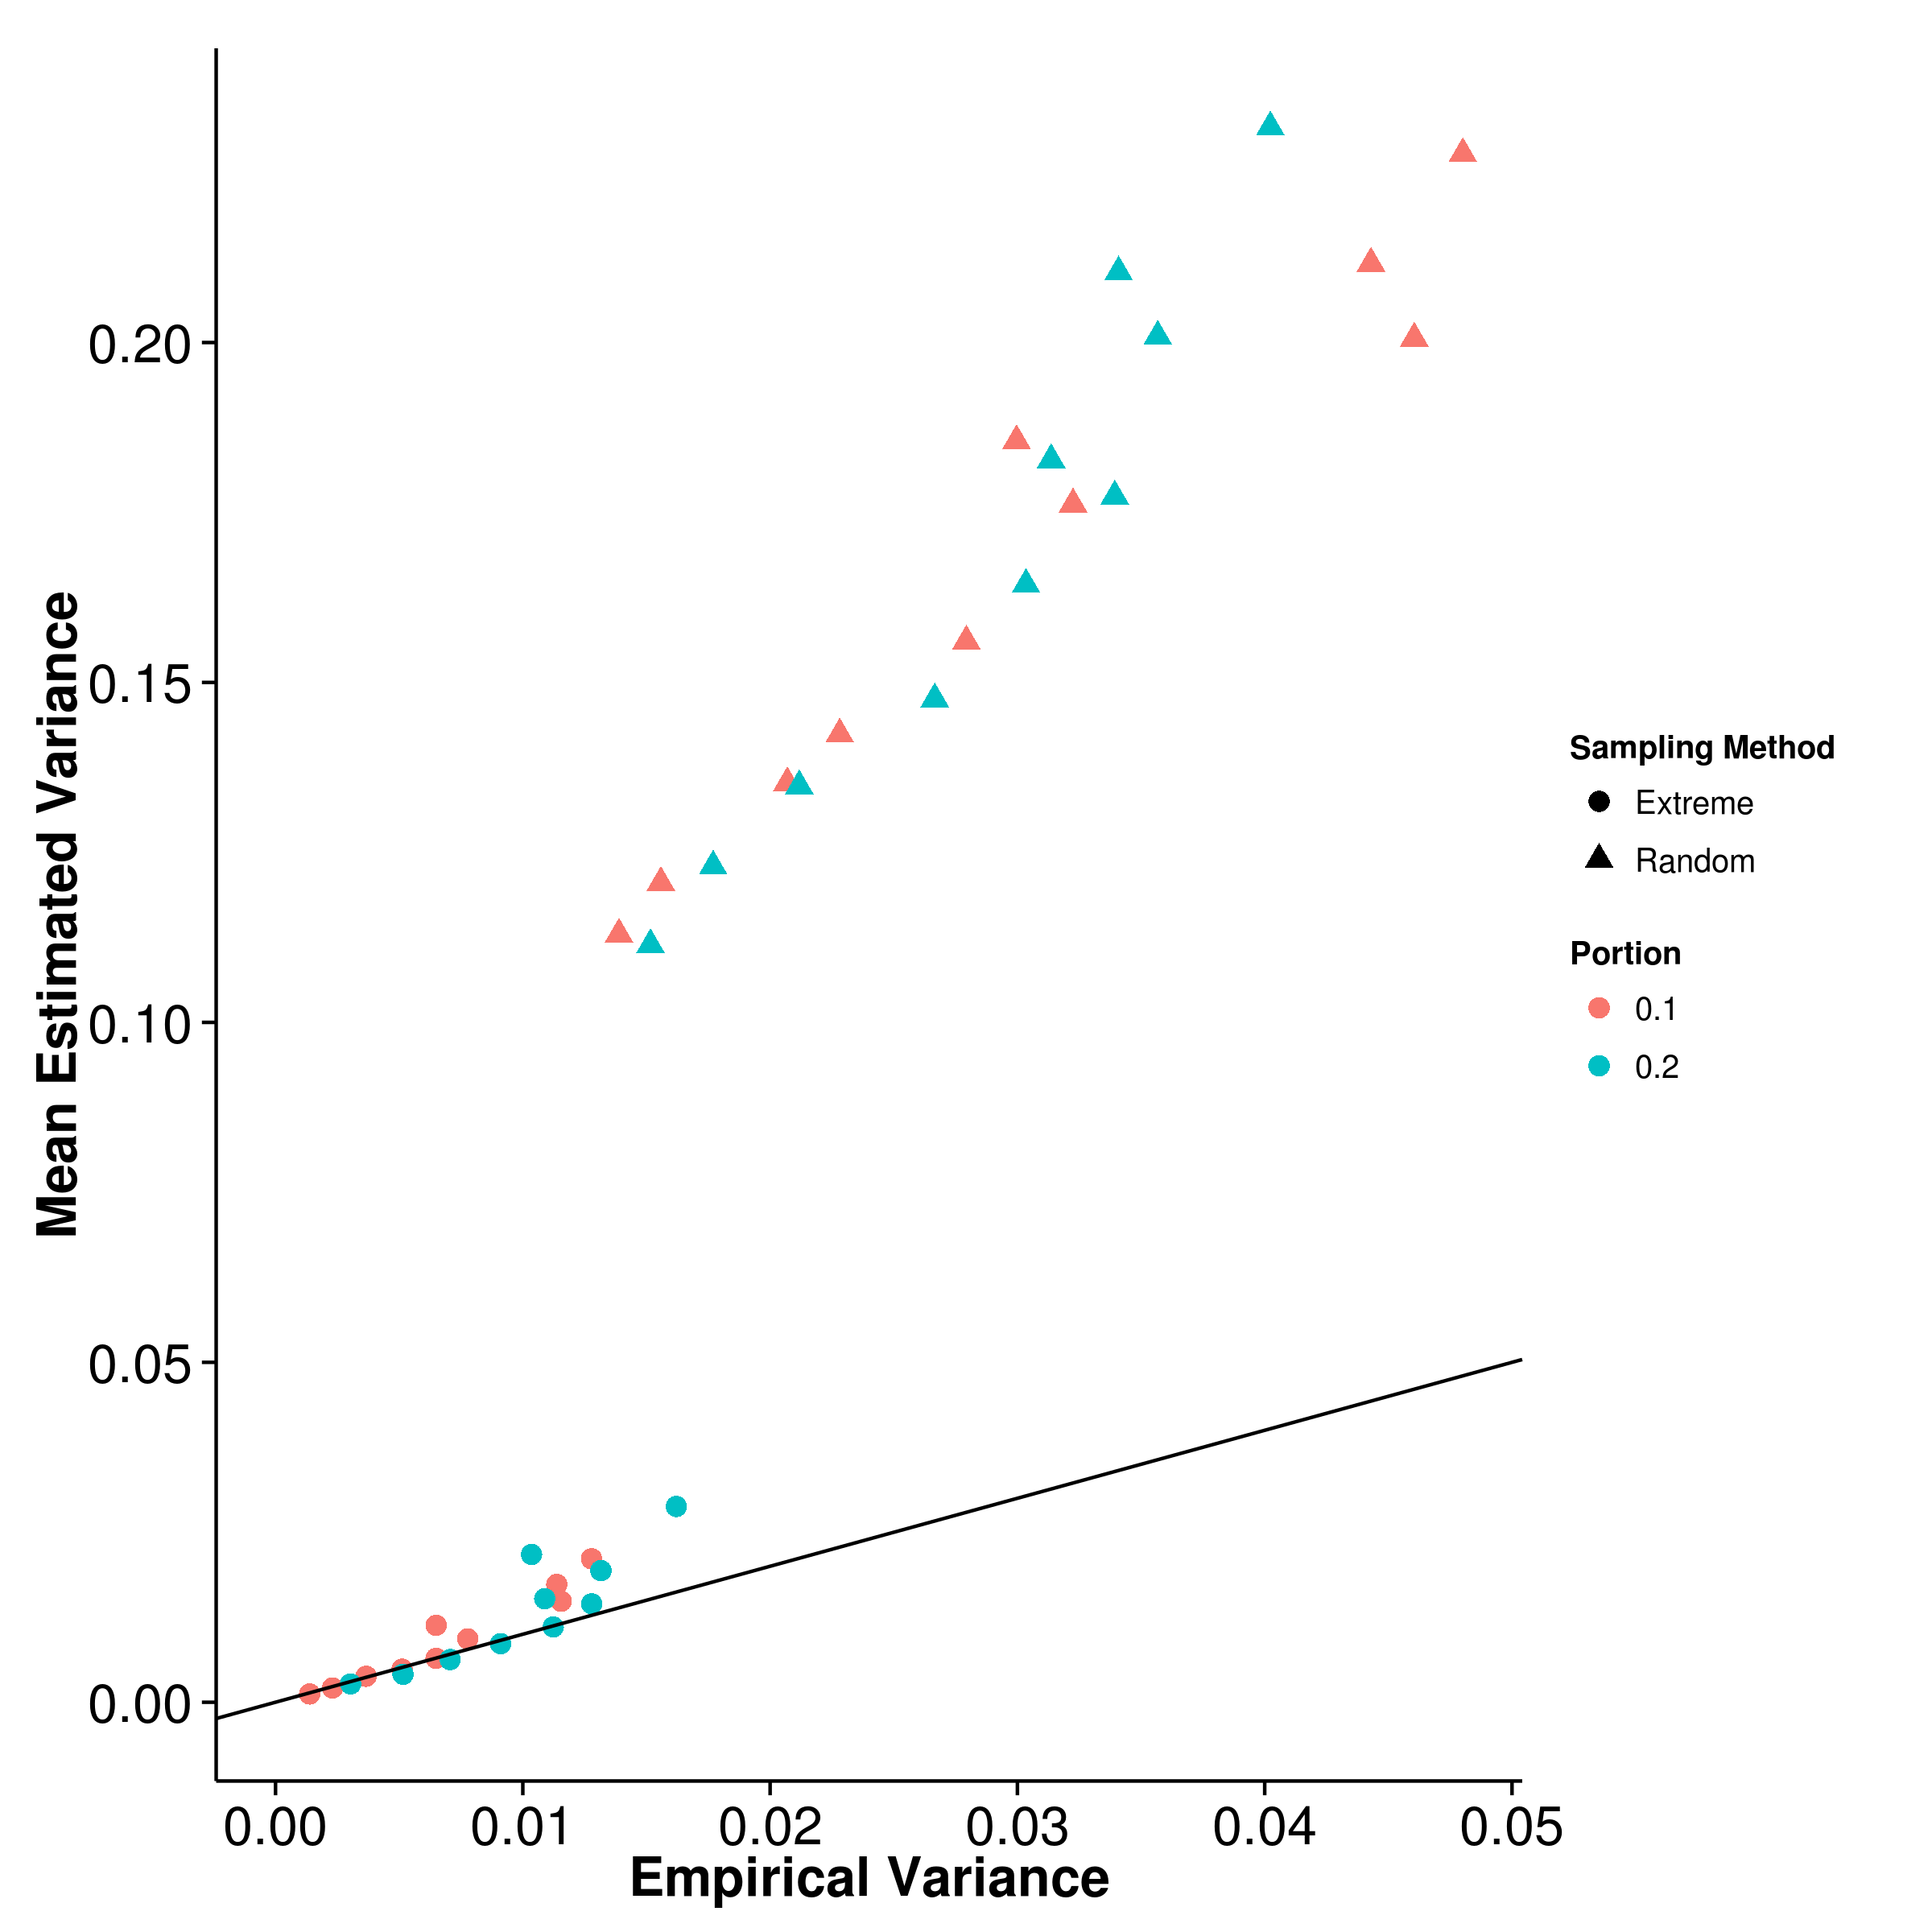 Mean Estimated Variance
0.20
0.15
0.10
0.05
0.00
0.00 0.01 0.02 0.03 0.04 0.05
Empirical Variance
Sampling Method
Extreme
Random
Portion
0.1
0.2